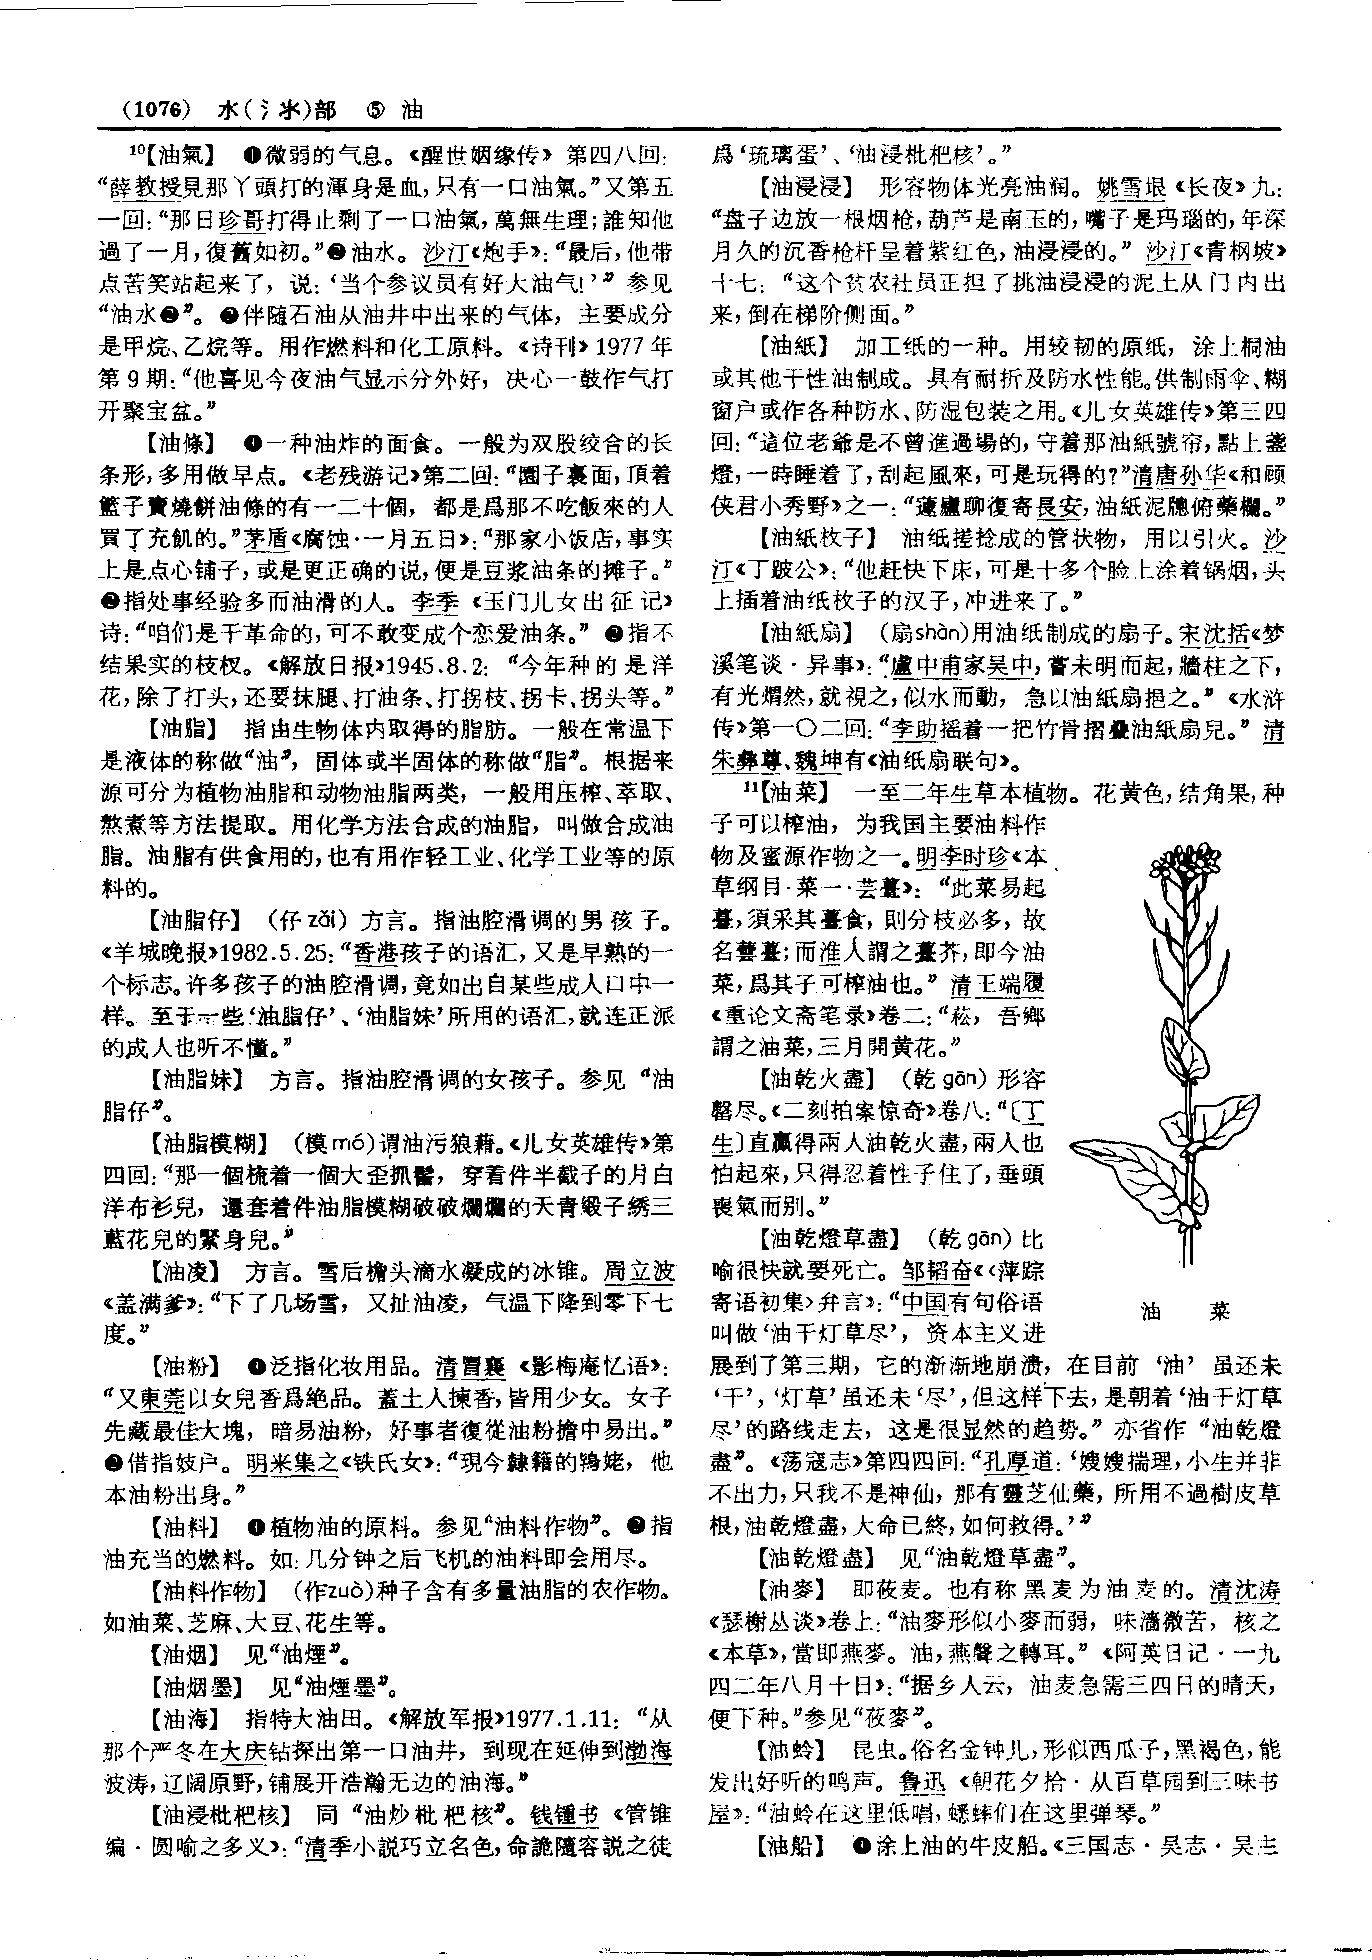 (1076) 水(氵氺)部 ⑤ 油
¹⁰【油氣】 ❶微弱的气息。《醒世姻缘传》第四八回：
“薛教授見那丫頭打的渾身是血，只有一口油氣。”又第五
一回：“那日珍哥打得止剩了一口油氣，萬無生理；誰知他
過了一月，復舊如初。”❷油水。沙汀《炮手》：“最后，他带
点苦笑站起来了，说：‘当个参议员有好大油气！’”参见
“油水❷”。❸伴随石油从油井中出来的气体，主要成分
是甲烷、乙烷等。用作燃料和化工原料。《诗刊》1977年
第9期：“他喜见今夜油气显示分外好，决心一鼓作气打
开聚宝盆。”
【油條】 ❶一种油炸的面食。一般为双股绞合的长
条形，多用做早点。《老残游记》第二回：“園子裏面，頂着
籃子賣燒餅油條的有一二十個，都是爲那不吃飯來的人
買了充飢的。”茅盾《腐蚀·一月五日》：“那家小饭店，事实
上是点心铺子，或是更正确的说，便是豆浆油条的摊子。”
❷指处事经验多而油滑的人。李季《玉门儿女出征记》
诗：“咱们是干革命的，可不敢变成个恋爱油条。”❸指不
结果实的枝杈。《解放日报》1945.8.2：“今年种的是洋
花，除了打头，还要抹腿、打油条、打拐枝、拐卡、拐头等。”
【油脂】 指由生物体内取得的脂肪。一般在常温下
是液体的称做“油”，固体或半固体的称做“脂”。根据来
源可分为植物油脂和动物油脂两类，一般用压榨、萃取、
熬煮等方法提取。用化学方法合成的油脂，叫做合成油
脂。油脂有供食用的，也有用作轻工业、化学工业等的原
料的。
【油脂仔】 （仔zǎi）方言。指油腔滑调的男孩子。
《羊城晚报》1982.5.25：“香港孩子的语汇，又是早熟的一
个标志。许多孩子的油腔滑调，竟如出自某些成人口中一
样。至于一些‘油脂仔’、‘油脂妹’所用的语汇，就连正派
的成人也听不懂。”
【油脂妹】 方言。指油腔滑调的女孩子。参见“油
脂仔”。
【油脂模糊】 （模mó）谓油污狼藉。《儿女英雄传》第
四回：“那一個梳着一個大歪抓髻，穿着件半截子的月白
洋布衫兒，還套着件油脂模糊破破爛爛的天青緞子綉三
藍花兒的緊身兒。”
【油凌】 方言。雪后檐头滴水凝成的冰锥。周立波
《盖满爹》：“下了几场雪，又扯油凌，气温下降到零下七
度。”
【油粉】 ❶泛指化妆用品。清冒襄《影梅庵忆语》：
“又東莞以女兒香爲絶品。蓋土人揀香，皆用少女。女子
先藏最佳大塊，暗易油粉，好事者復從油粉擔中易出。”
❷借指妓户。明来集之《铁氏女》：“現今隸籍的鸨姥，他
本油粉出身。”
【油料】 ❶植物油的原料。参见“油料作物”。❷指
油充当的燃料。如：几分钟之后飞机的油料即会用尽。
【油料作物】 （作zuò）种子含有多量油脂的农作物。
如油菜、芝麻、大豆、花生等。
【油烟】 见“油煙”。
【油烟墨】 见“油煙墨”。
【油海】 指特大油田。《解放军报》1977.1.11：“从
那个严冬在大庆钻探出第一口油井，到现在延伸到渤海
波涛，辽阔原野，铺展开浩瀚无边的油海。”
【油浸枇杷核】 同“油炒枇杷核”。钱锺书《管锥
编·圆喻之多义》：“清季小説巧立名色，命詭隨容説之徒
爲‘琉璃蛋’、‘油浸枇杷核’。”
【油浸浸】 形容物体光亮油润。姚雪垠《长夜》九：
“盘子边放一根烟枪，葫芦是南玉的，嘴子是玛瑙的，年深
月久的沉香枪杆呈着紫红色，油浸浸的。”沙汀《青棡坡》
十七：“这个贫农社员正担了挑油浸浸的泥土从门内出
来，倒在梯阶侧面。”
【油紙】 加工纸的一种。用较韧的原纸，涂上桐油
或其他干性油制成。具有耐折及防水性能。供制雨伞、糊
窗户或作各种防水、防湿包装之用。《儿女英雄传》第三四
回：“這位老爺是不曾進過場的，守着那油紙號帘，點上盞
燈，一時睡着了，刮起風來，可是玩得的？”清唐孙华《和顾
侠君小秀野》之一：“蘧廬聊復寄長安，油紙泥牕俯藥欄。”
【油紙枚子】 油纸搓捻成的管状物，用以引火。沙
汀《丁跛公》：“他赶快下床，可是十多个脸上涂着锅烟，头
上插着油纸枚子的汉子，冲进来了。”
【油紙扇】 （扇shàn）用油纸制成的扇子。宋沈括《梦
溪笔谈·异事》：“盧中甫家吴中，嘗未明而起，牆柱之下，
有光熠然，就視之，似水而動，急以油紙扇挹之。”《水浒
传》第一〇二回：“李助摇着一把竹骨摺疊油紙扇兒。”清
朱彝尊、魏坤有《油纸扇联句》。
¹¹【油菜】 一至二年生草本植物。花黄色，结角果，种
子可以榨油，为我国主要油料作
物及蜜源作物之一。明李时珍《本
草纲目·菜一·芸薹》：“此菜易起
薹，須采其薹食，則分枝必多，故
名蕓薹；而淮人謂之薹芥，即今油
菜，爲其子可榨油也。”清王端履
《重论文斋笔录》卷二：“菘，吾鄉
謂之油菜，三月開黄花。”
【油乾火盡】 （乾gān）形容
罄尽。《二刻拍案惊奇》卷八：“〔丁
生〕直贏得兩人油乾火盡，兩人也
怕起來，只得忍着性子住了，垂頭
喪氣而别。”
【油乾燈草盡】 （乾gān）比
喻很快就要死亡。邹韬奋《〈萍踪
寄语初集〉弁言》：“中国有句俗语
叫做‘油干灯草尽’，资本主义进
展到了第三期，它的渐渐地崩溃，在目前‘油’虽还未
‘干’，‘灯草’虽还未‘尽’，但这样下去，是朝着‘油干灯草
尽’的路线走去，这是很显然的趋势。”亦省作“油乾燈
盡”。《荡寇志》第四四回：“孔厚道：‘嫂嫂揣理，小生并非
不出力，只我不是神仙，那有靈芝仙藥，所用不過樹皮草
根，油乾燈盡，大命已終，如何救得。’”
【油乾燈盡】 见“油乾燈草盡”。
【油麥】 即莜麦。也有称黑麦为油麦的。清沈涛
《瑟榭丛谈》卷上：“油麥形似小麥而弱，味濇微苦，核之
《本草》，當即燕麥。油，燕聲之轉耳。”《阿英日记·一九
四二年八月十日》：“据乡人云，油麦急需三四日的晴天，
便下种。”参见“莜麥”。
【油蛉】 昆虫。俗名金钟儿，形似西瓜子，黑褐色，能
发出好听的鸣声。鲁迅《朝花夕拾·从百草园到三味书
屋》：“油蛉在这里低唱，蟋蟀们在这里弹琴。”
【油船】 ❶涂上油的牛皮船。《三国志·吴志·吴主
油 菜